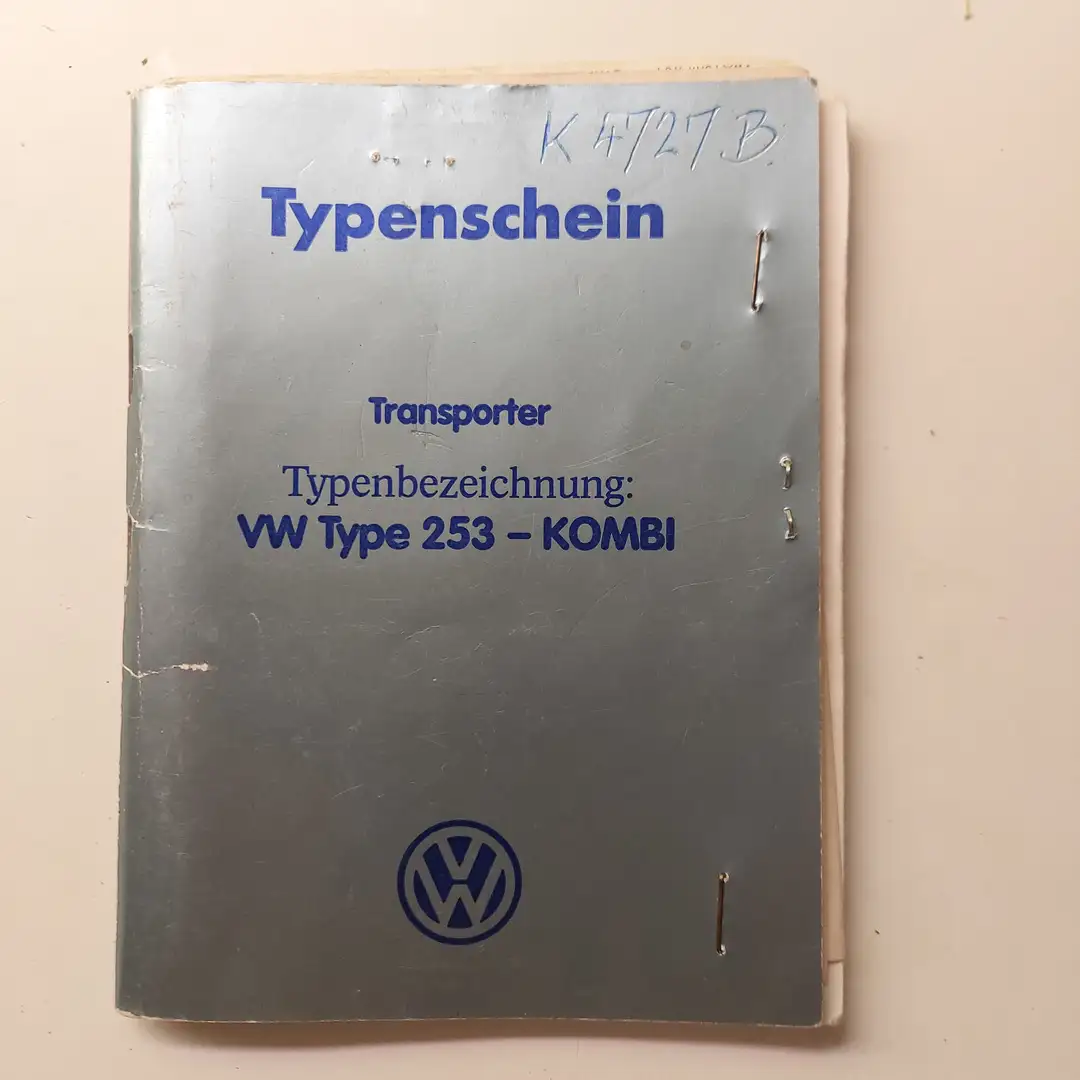 K 4727 B.
Typenschein
Transporter
Typenbezeichnung:
VW Type 253 – KOMBI
VW